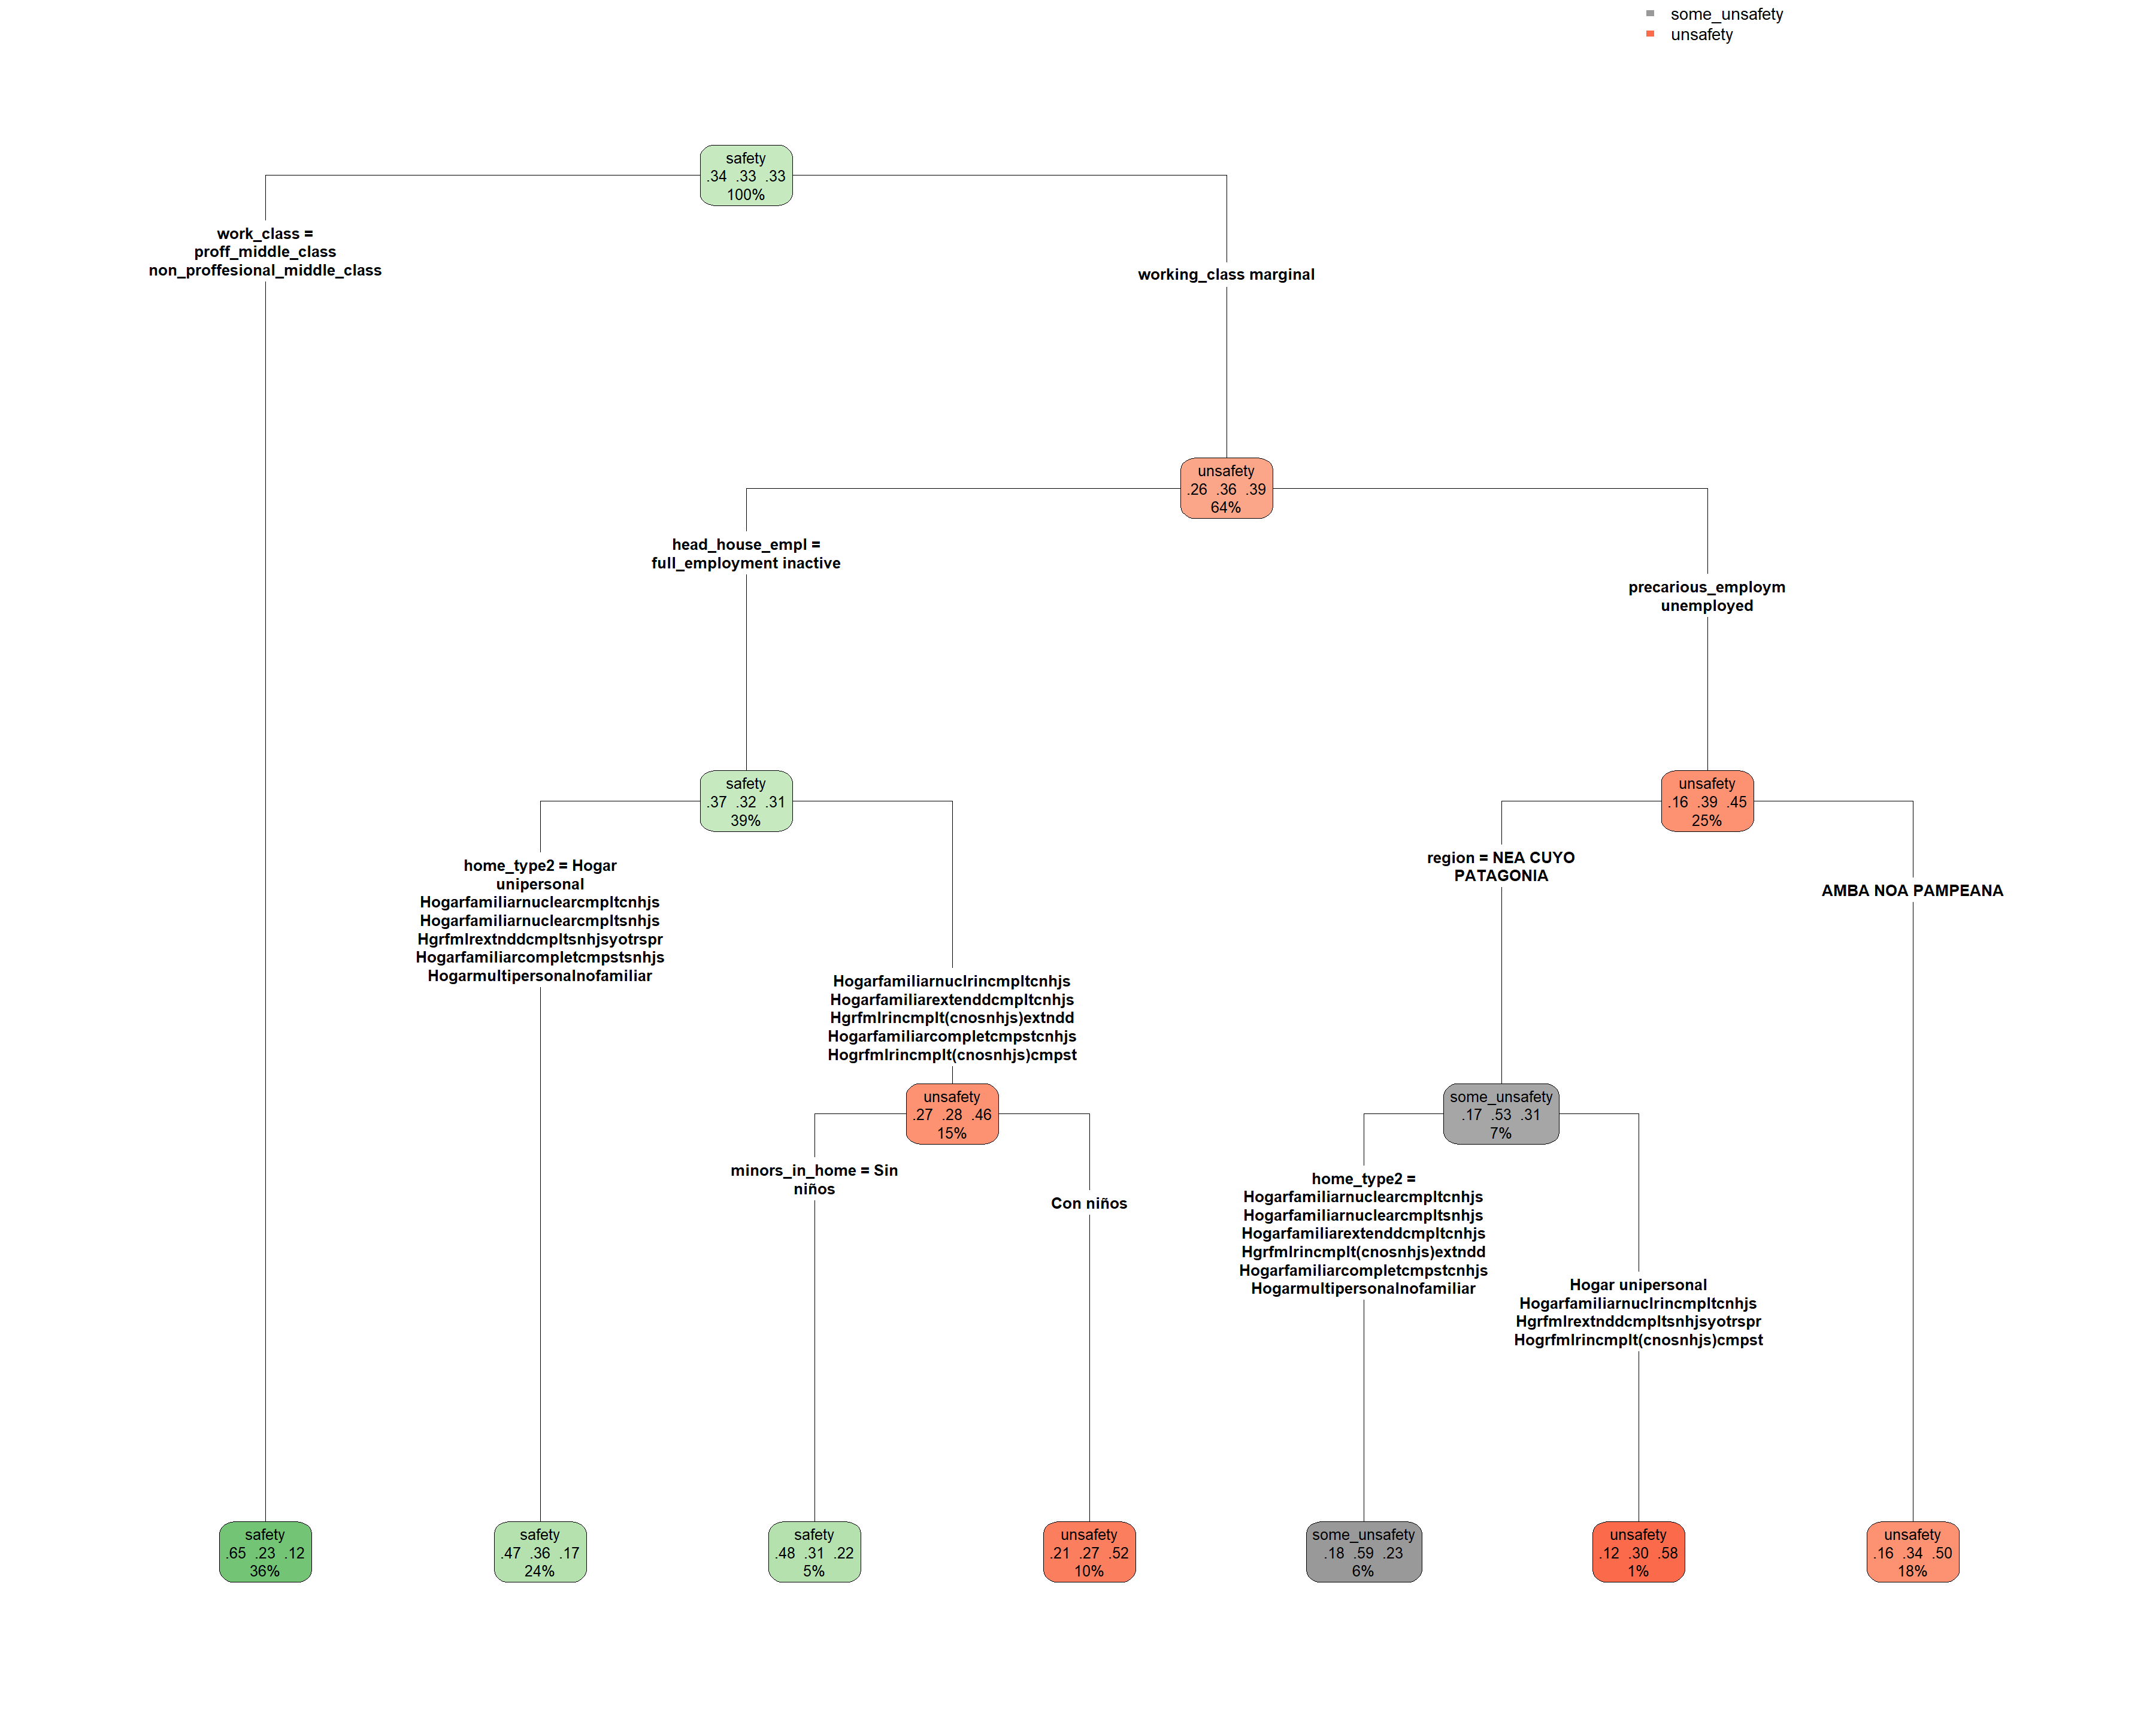 some_unsafety
unsafety
safety
.34 .33 .33
100%
work_class =
proff_middle_class
non_proffesional_middle_class
working_class marginal
unsafety
.26 .36 .39
64%
head_house_empl =
full_employment inactive
precarious_employm
unemployed
safety
.37 .32 .31
39%
unsafety
.16 .39 .45
25%
home_type2 = Hogar
unipersonal
Hogarfamiliarnuclearcmpltcnhjs
Hogarfamiliarnuclearcmpltsnhjs
Hgrfmlrextnddcmpltsnhjsyotrspr
Hogarfamiliarcompletcmpstsnhjs
Hogarmultipersonalnofamiliar
Hogarfamiliarnuclrincmpltcnhjs
Hogarfamiliarextenddcmpltcnhjs
Hgrfmlrincmplt(cnosnhjs)extndd
Hogarfamiliarcompletcmpstcnhjs
Hogrfmlrincmplt(cnosnhjs)cmpst
region = NEA CUYO
PATAGONIA
AMBA NOA PAMPEANA
unsafety
.27 .28 .46
15%
some_unsafety
.17 .53 .31
7%
minors_in_home = Sin
niños
Con niños
home_type2 =
Hogarfamiliarnuclearcmpltcnhjs
Hogarfamiliarnuclearcmpltsnhjs
Hogarfamiliarextenddcmpltcnhjs
Hgrfmlrincmplt(cnosnhjs)extndd
Hogarfamiliarcompletcmpstcnhjs
Hogarmultipersonalnofamiliar
Hogar unipersonal
Hogarfamiliarnuclrincmpltcnhjs
Hgrfmlrextnddcmpltsnhjsyotrspr
Hogrfmlrincmplt(cnosnhjs)cmpst
safety
.65 .23 .12
36%
safety
.47 .36 .17
24%
safety
.48 .31 .22
5%
unsafety
.21 .27 .52
10%
some_unsafety
.18 .59 .23
6%
unsafety
.12 .30 .58
1%
unsafety
.16 .34 .50
18%